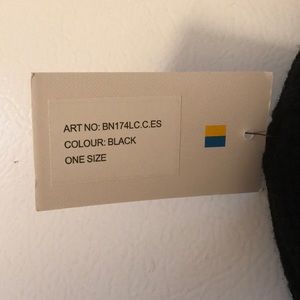 ART NO: BN174LC.C.ES
COLOUR: BLACK
ONE SIZE